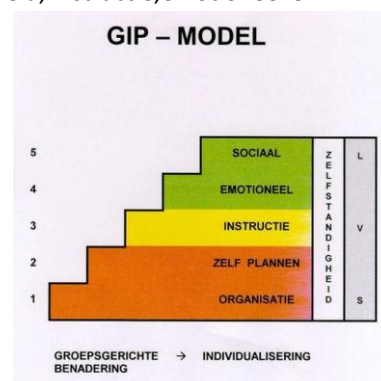 GIP – MODEL
5 SOCIAAL
4 EMOTIONEEL
3 INSTRUCTIE
2 ZELF PLANNEN
1 ORGANISATIE
ZELFSTANDIGHEID
L
V
S
GROEPSGERICHTE → INDIVIDUALISERING
BENADERING